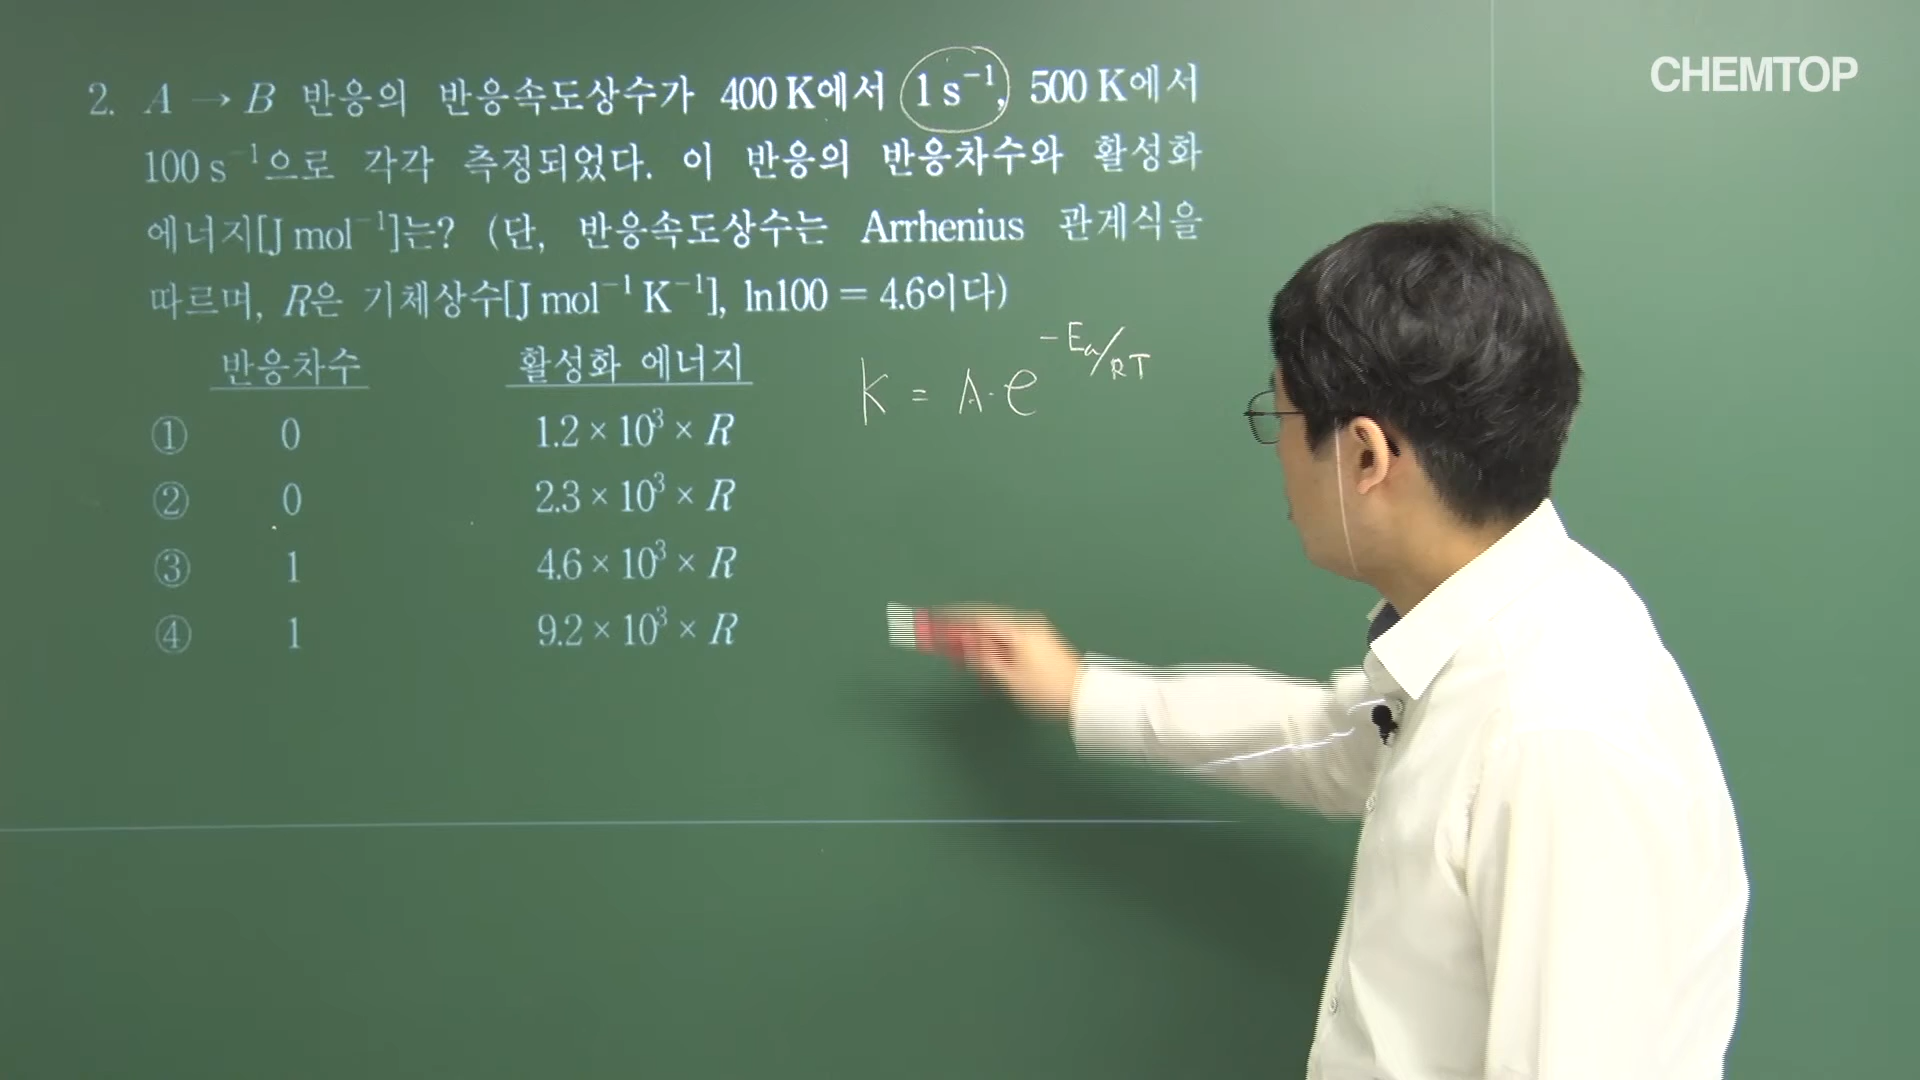 CHEMTOP
2. A → B 반응의 반응속도상수가 400 K에서 1 s⁻¹, 500 K에서
100 s⁻¹으로 각각 측정되었다. 이 반응의 반응차수와 활성화
에너지[J mol⁻¹]는? (단, 반응속도상수는 Arrhenius 관계식을
따르며, R은 기체상수[J mol⁻¹ K⁻¹], ln100 = 4.6이다)
반응차수 활성화 에너지
① 0 1.2 × 10³ × R
② 0 2.3 × 10³ × R
③ 1 4.6 × 10³ × R
④ 1 9.2 × 10³ × R
K = A · e^(-Ea/RT)